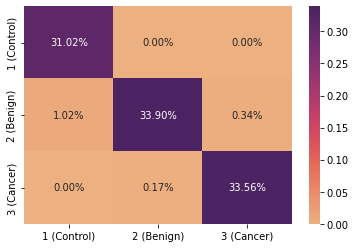 1 (Control)
31.02% 0.00% 0.00%
2 (Benign)
1.02% 33.90% 0.34%
3 (Cancer)
0.00% 0.17% 33.56%
1 (Control) 2 (Benign) 3 (Cancer)
0.30
0.25
0.20
0.15
0.10
0.05
0.00